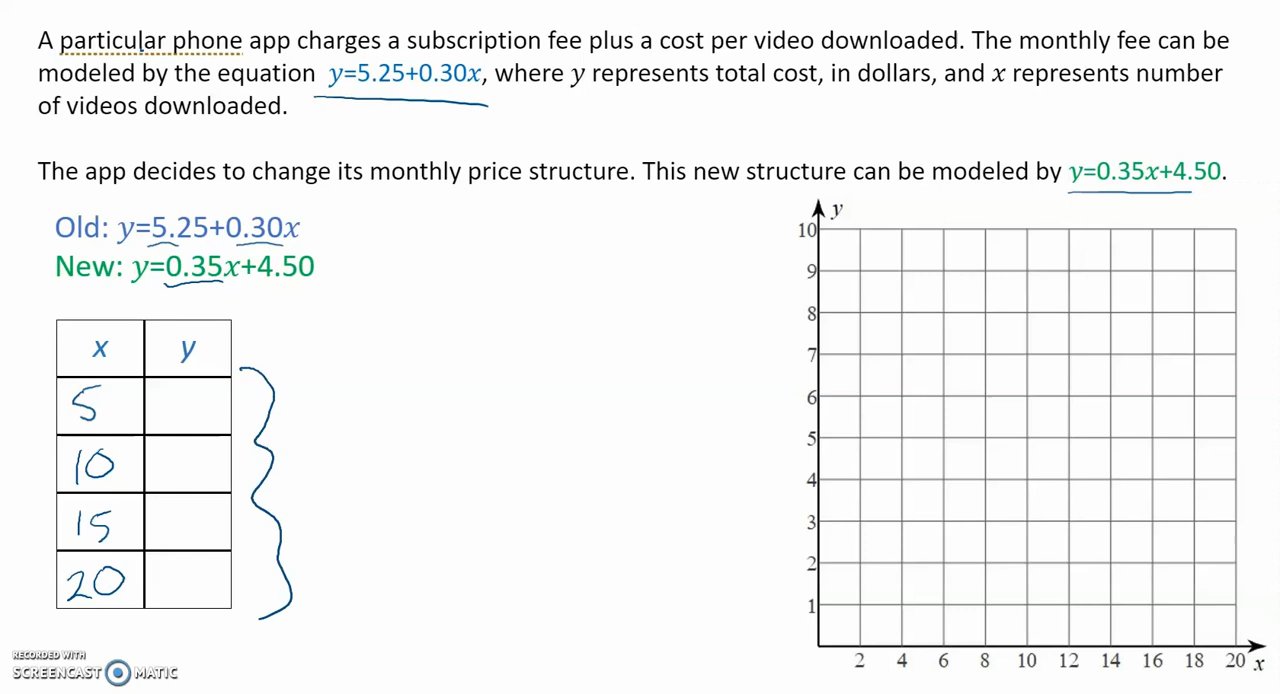 A particular phone app charges a subscription fee plus a cost per video downloaded. The monthly fee can be
modeled by the equation y=5.25+0.30x, where y represents total cost, in dollars, and x represents number
of videos downloaded.
The app decides to change its monthly price structure. This new structure can be modeled by y=0.35x+4.50.
Old: y=5.25+0.30x
New: y=0.35x+4.50
x y
5
10
15
20
y
10
9
8
7
6
5
4
3
2
1
2 4 6 8 10 12 14 16 18 20 x
RECORDED WITH
SCREENCAST MATIC